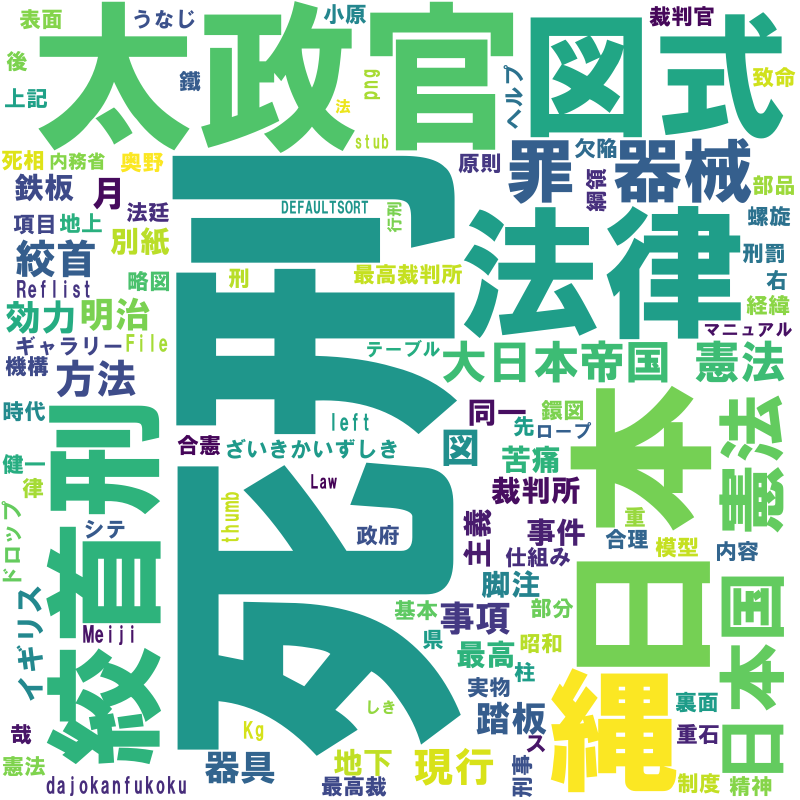 表面
うなじ
小原
裁判官
太政官
図式
後
鐵
png
ヘルプ
致命
上記
法
stub
死相
内務省
奥野
原則
欠陥
罪
器械
部品
鉄板
月
法廷
DEFAULTSORT
行刑
綱領
螺旋
項目
地上
別紙
死刑
法律
刑罰
絞首
略図
刑
最高裁判所
右
Reflist
経緯
効力
明治
マニュアル
ギャラリー
File
テーブル
機構
方法
大日本帝国
憲法
時代
絞首刑
left
同一
鐶図
日本
憲法
合憲
ざいきかいずしき
図
先
ロープ
健一
律
Law
苦痛
裁判所
thumb
ドロップ
シテ
政府
主義
事件
重
仕組み
合理
模型
内容
イギリス
脚注
日本国
Meiji
基本
事項
部分
県
昭和
最高
柱
実物
縄
裏面
哉
Kg
しき
踏板
ス
重石
憲法
器具
地下
現行
刑事
制度
精神
dajokanfukoku
最高裁